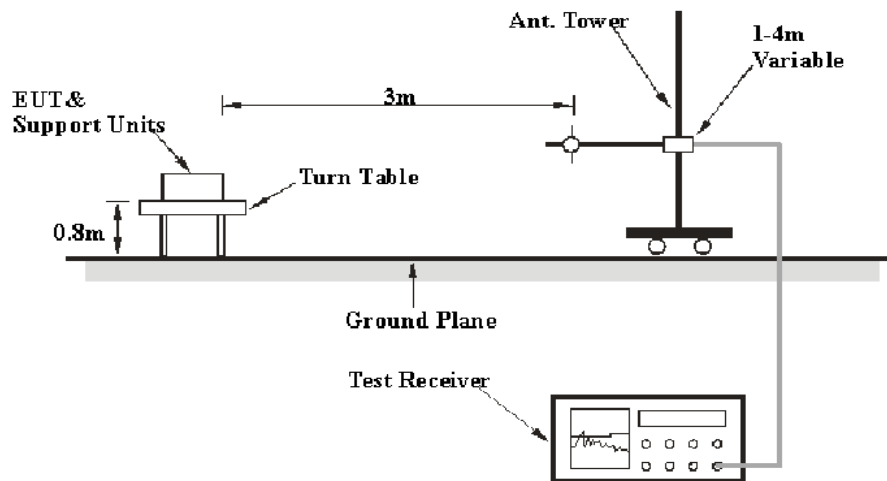 Ant. Tower
1-4m
Variable
3m
EUT&
Support Units
Turn Table
0.8m
Ground Plane
Test Receiver